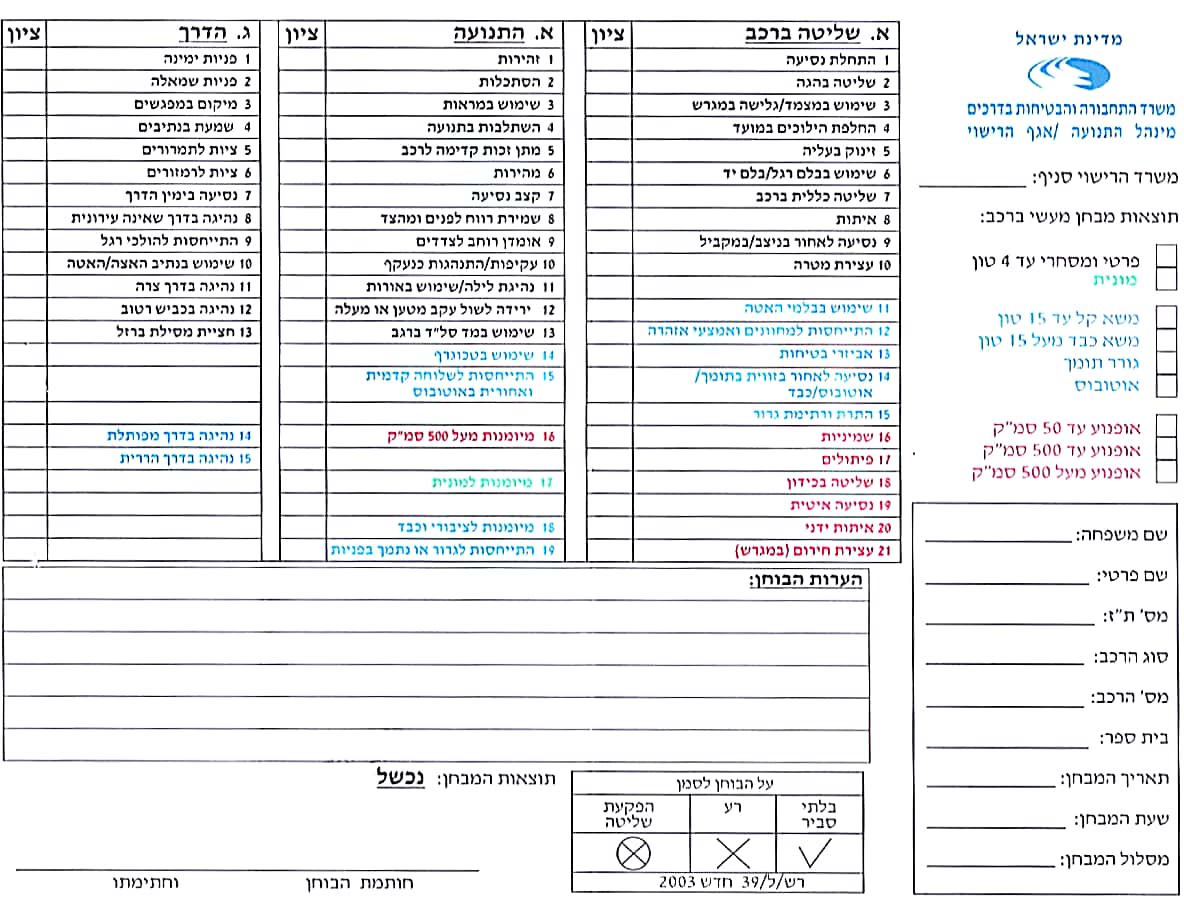 מדינת ישראל
משרד התחבורה והבטיחות בדרכים
מינהל התנועה /אגף הרישוי
משרד הרישוי סניף:
תוצאות מבחן מעשי ברכב:
פרטי ומסחרי עד 4 טון
מונית
משא קל עד 15 טון
משא כבד מעל 15 טון
גורר תומך
אוטובוס
אופנוע עד 50 סמ"ק
אופנוע עד 500 סמ"ק
אופנוע מעל 500 סמ"ק
שם משפחה:
שם פרטי:
מס' ת"ז:
סוג הרכב:
מס' הרכב:
בית ספר:
תאריך המבחן:
שעת המבחן:
מסלול המבחן:
א. שליטה ברכב ציון
1 התחלת נסיעה
2 שליטה בהגה
3 שימוש במצמד/גלישה במגרש
4 החלפת הילוכים במועד
5 זינוק בעליה
6 שימוש בבלם רגל/בלם יד
7 שליטה כללית ברכב
8 איתות
9 נסיעה לאחור בניצב/במקביל
10 עצירת מטרה
11 שימוש בבלמי האטה
12 התייחסות למחוונים ואמצעי אזהרה
13 אביזרי בטיחות
14 נסיעה לאחור בזווית בתומך/
אוטובוס/כבד
15 התרת ורתימת גרור
16 שמיניות
17 פיתולים
18 שליטה בכידון
19 נסיעה איטית
20 איתות ידני
21 עצירת חירום (במגרש)
א. התנועה ציון
1 זהירות
2 הסתכלות
3 שימוש במראות
4 השתלבות בתנועה
5 מתן זכות קדימה לרכב
6 מהירות
7 קצב נסיעה
8 שמירת רווח לפנים ומהצד
9 אומדן רוחב לצדדים
10 עקיפות/התנהגות כנעקף
11 נהיגת לילה/שימוש באורות
12 ירידה לשול עקב מטען או מעלה
13 שימוש במד סל"ד ברגב
14 שימוש בטכוגרף
15 התייחסות לשלוחה קדמית
ואחורית באוטובוס
16 מיומנות מעל 500 סמ"ק
17 מיומנות למונית
18 מיומנות לציבורי וכבד
19 התייחסות לגרור או נתמך בפניות
ג. הדרך ציון
1 פניות ימינה
2 פניות שמאלה
3 מיקום במפגשים
4 שמעת בנתיבים
5 ציות לתמרורים
6 ציות לרמזורים
7 נסיעה בימין הדרך
8 נהיגה בדרך שאינה עירונית
9 התייחסות להולכי רגל
10 שימוש בנתיב האצה/האטה
11 נהיגה בדרך צרה
12 נהיגה בכביש רטוב
13 חציית מסילת ברזל
14 נהיגה בדרך מפותלת
15 נהיגה בדרך הררית
הערות הבוחן:
על הבוחן לסמן
בלתי סביר
רע
הפקעת שליטה
רש/ל/39 חדש 2003
תוצאות המבחן: נכשל
חותמת הבוחן וחתימתו